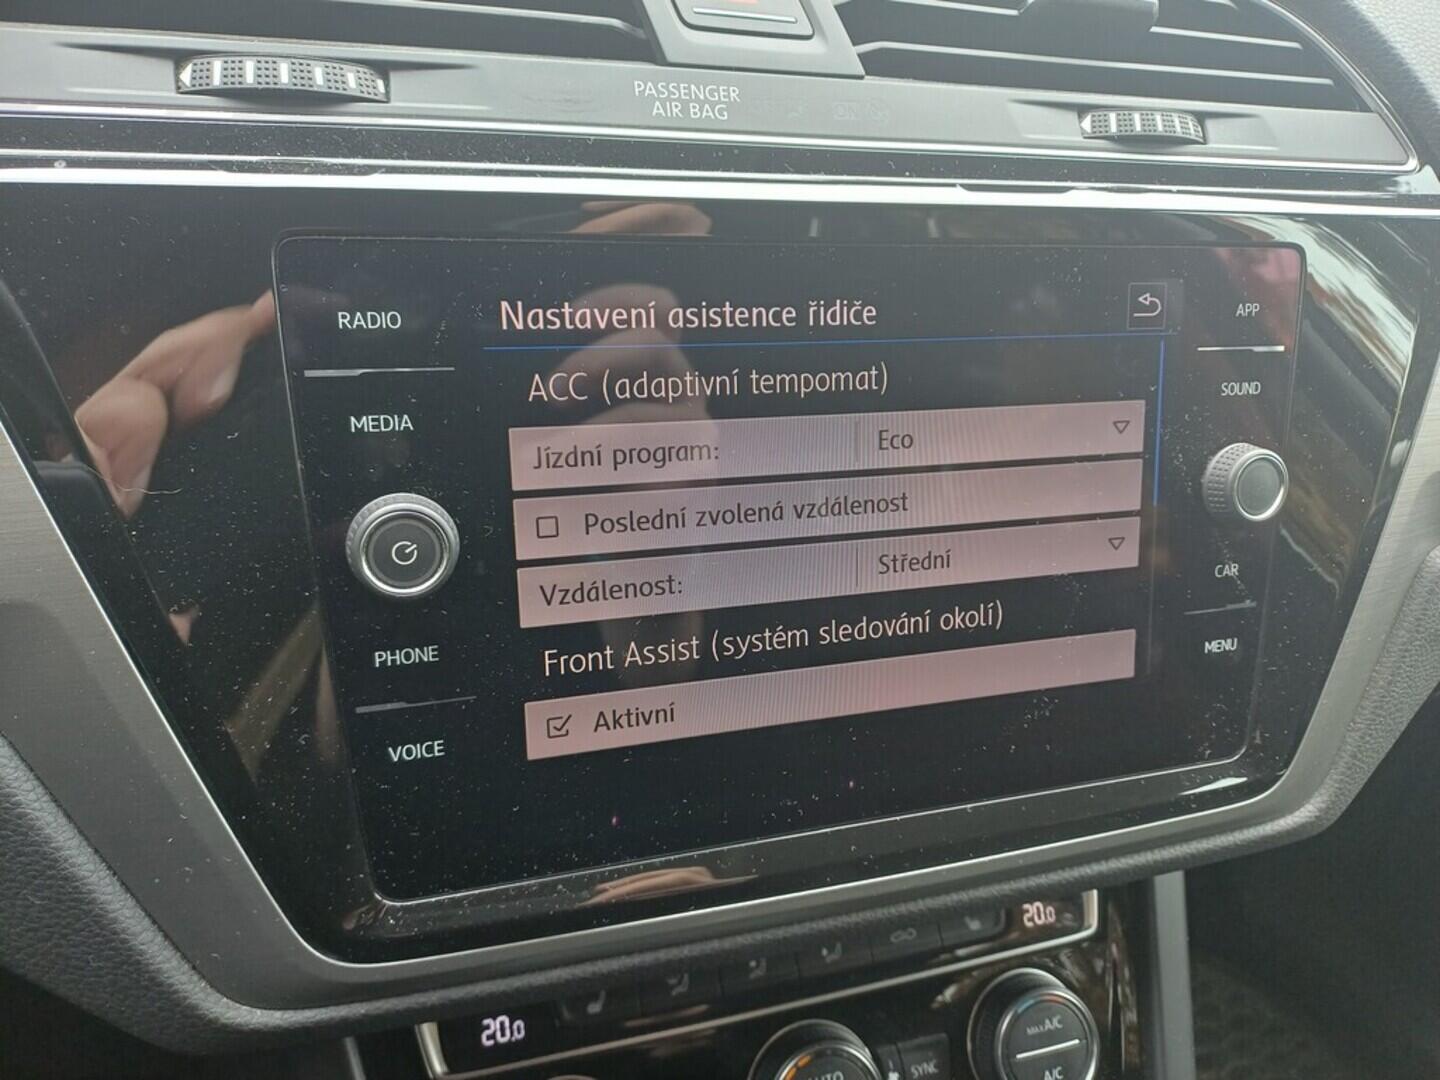 PASSENGER
AIR BAG
RADIO
MEDIA
PHONE
VOICE
Nastavení asistence řidiče
ACC (adaptivní tempomat)
Jízdní program: Eco
Poslední zvolená vzdálenost
Vzdálenost: Střední
Front Assist (systém sledování okolí)
Aktivní
APP
SOUND
CAR
MENU
20.0
20.0
AUTO
SYNC
MAX A/C
A/C